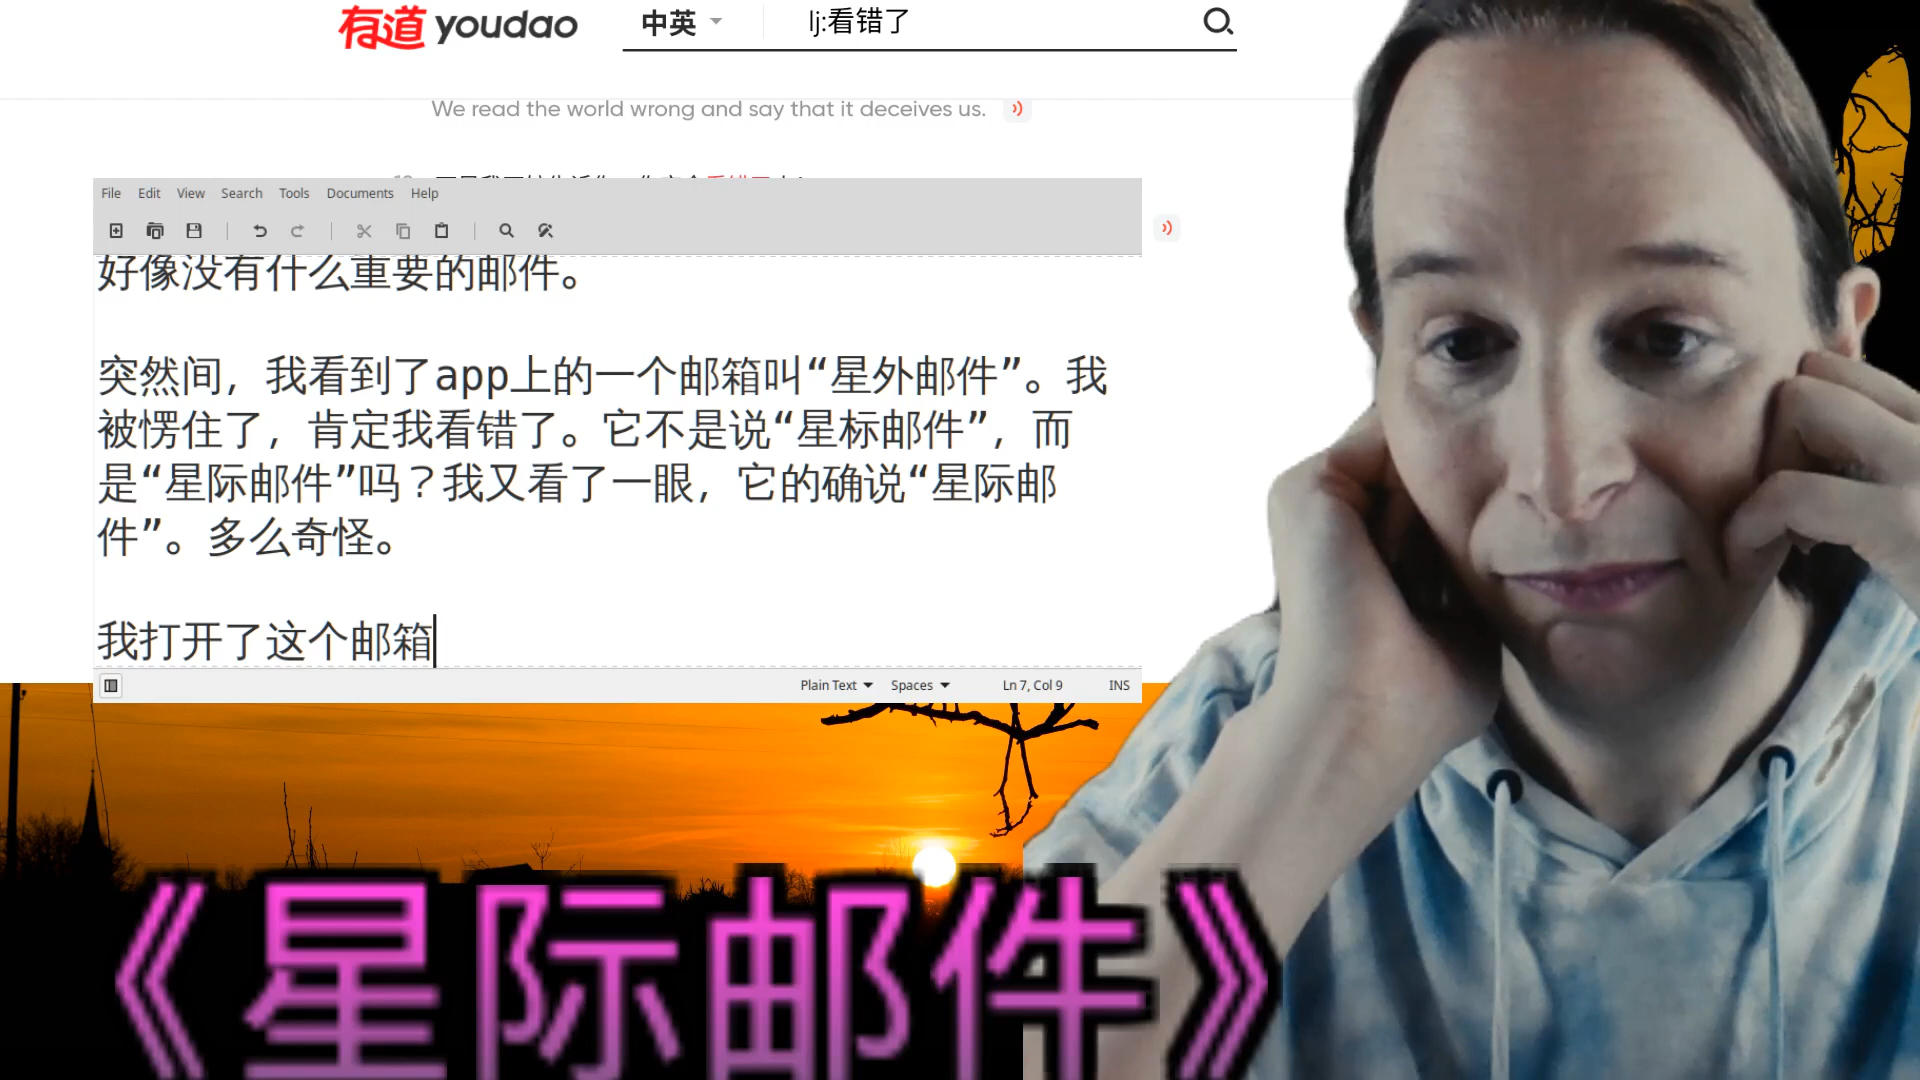 有道 youdao
中英
lj:看错了
We read the world wrong and say that it deceives us.
File Edit View Search Tools Documents Help
好像没有什么重要的邮件。
突然间，我看到了app上的一个邮箱叫“星外邮件”。我
被愣住了，肯定我看错了。它不是说“星标邮件”，而
是“星际邮件”吗？我又看了一眼，它的确说“星际邮
件”。多么奇怪。
我打开了这个邮箱
Plain Text Spaces Ln 7, Col 9 INS
《星际邮件》